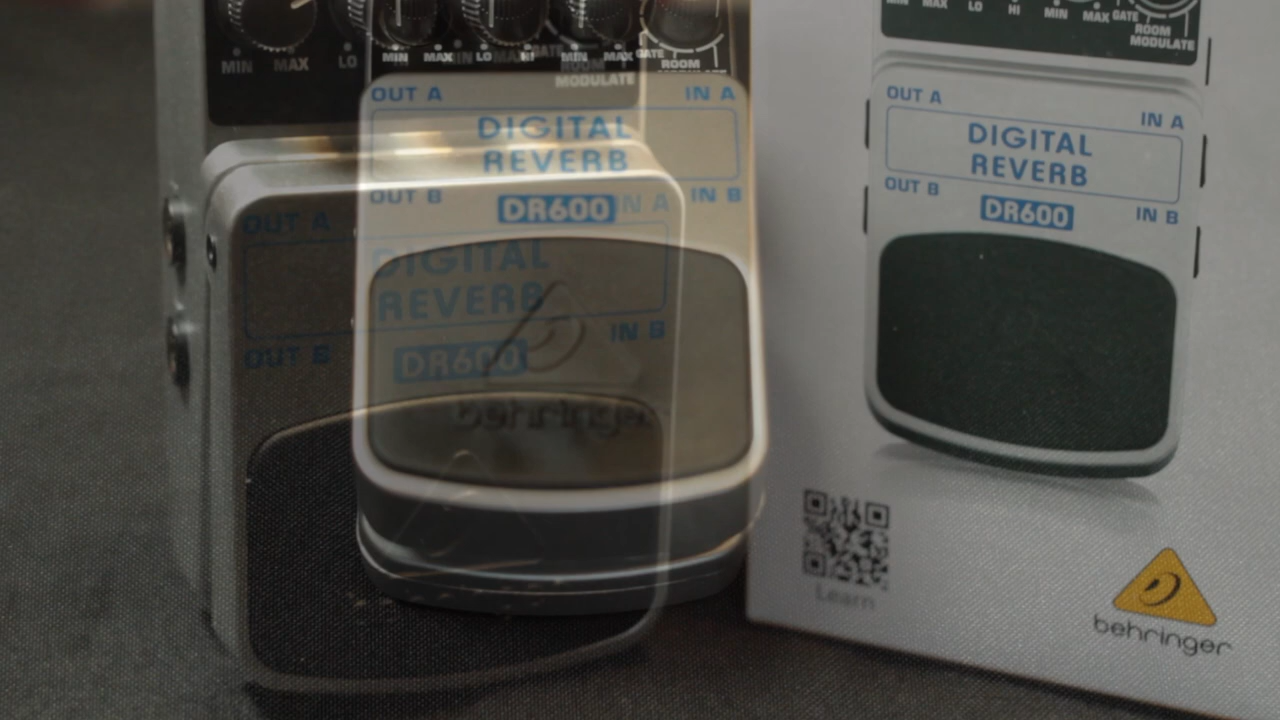 MIN MAX LO
MIN MAX LO HI MIN MAX GATE
ROOM
MODULATE
ROOM
MODULATE
OUT A
IN A
DIGITAL
REVERB
OUT B
IN B
DR600
OUT A
IN A
DIGITAL
REVERB
OUT B
IN B
DR600
behringer
MIN MAX LO HI MIN MAX GATE
ROOM
MODULATE
OUT A
IN A
DIGITAL
REVERB
OUT B
IN B
DR600
Learn
behringer